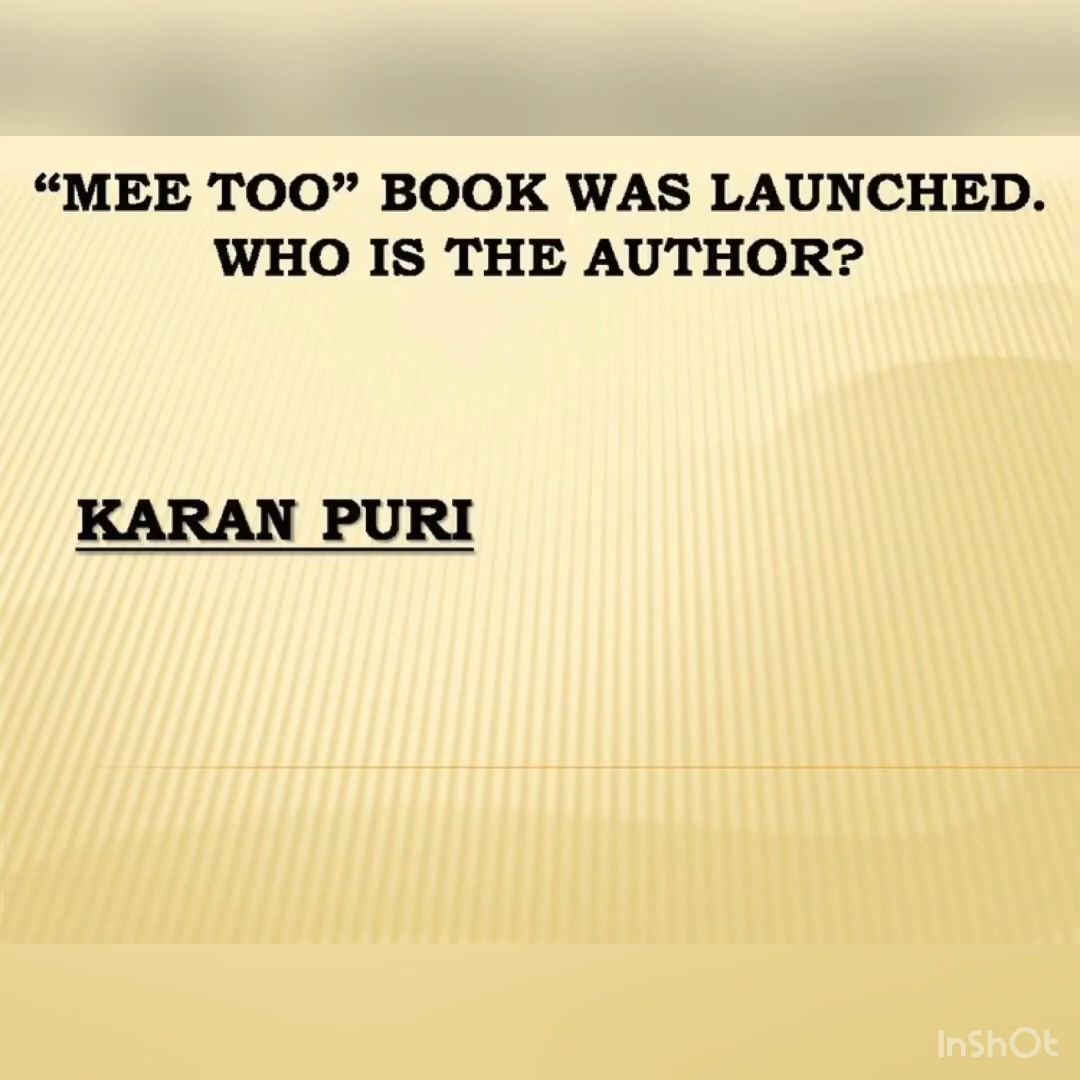 “MEE TOO” BOOK WAS LAUNCHED.
WHO IS THE AUTHOR?
KARAN PURI
InShOt